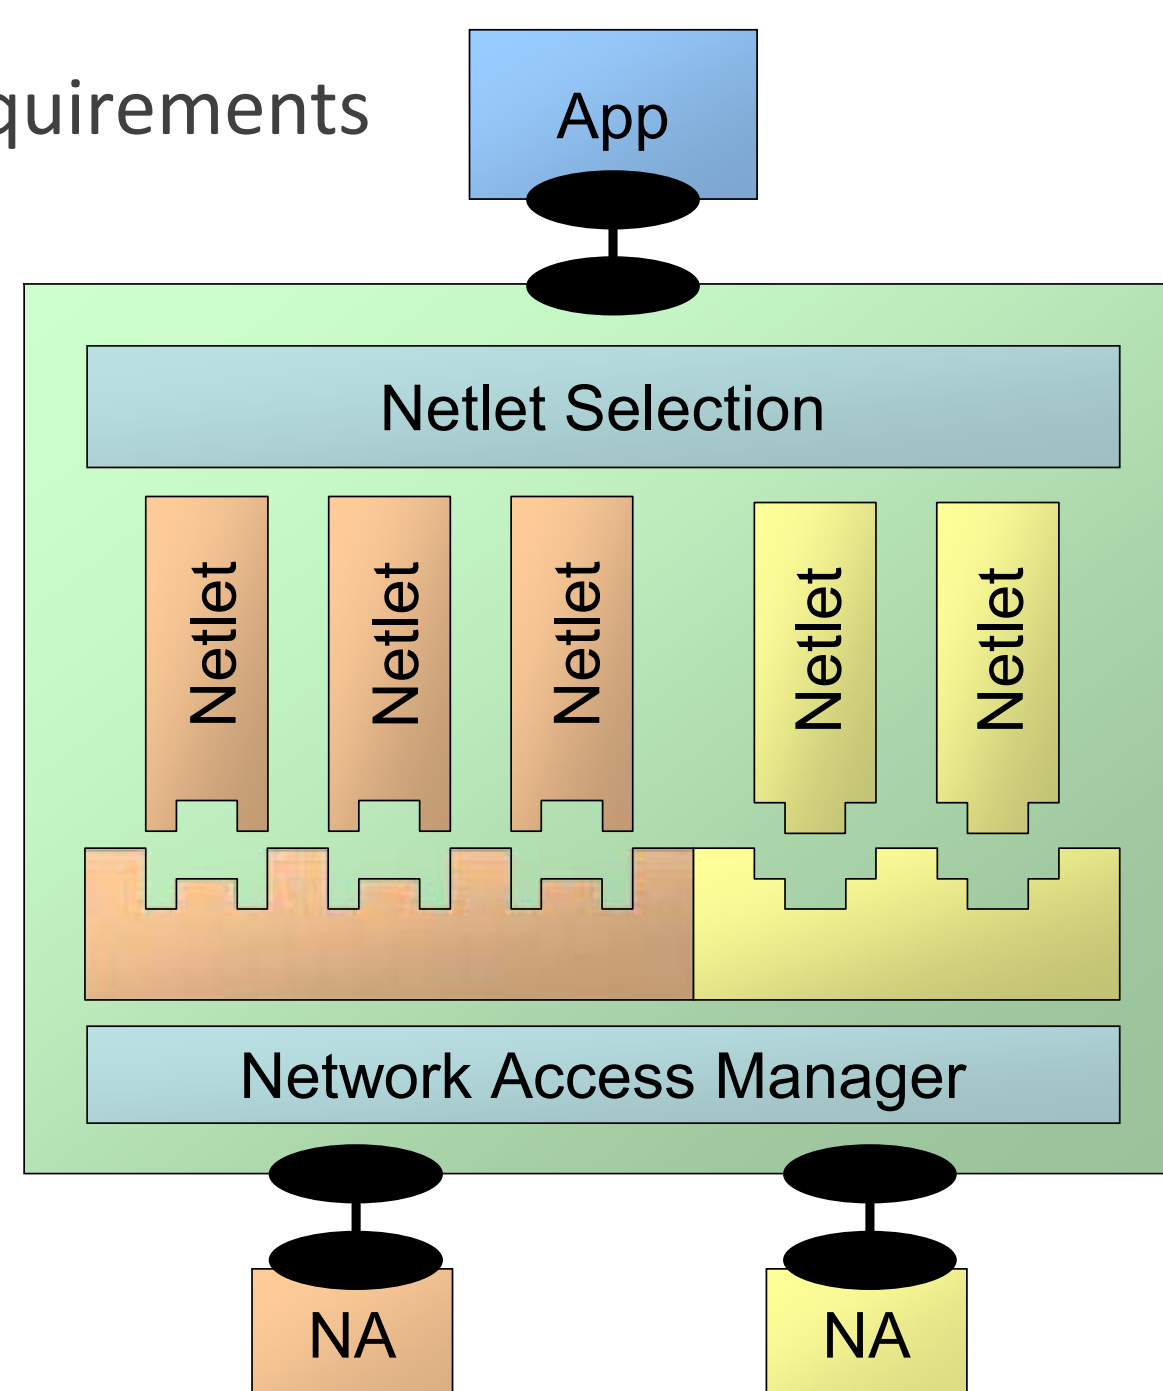 quirements
App
Netlet Selection
Netlet
Netlet
Netlet
Netlet
Netlet
Network Access Manager
NA
NA